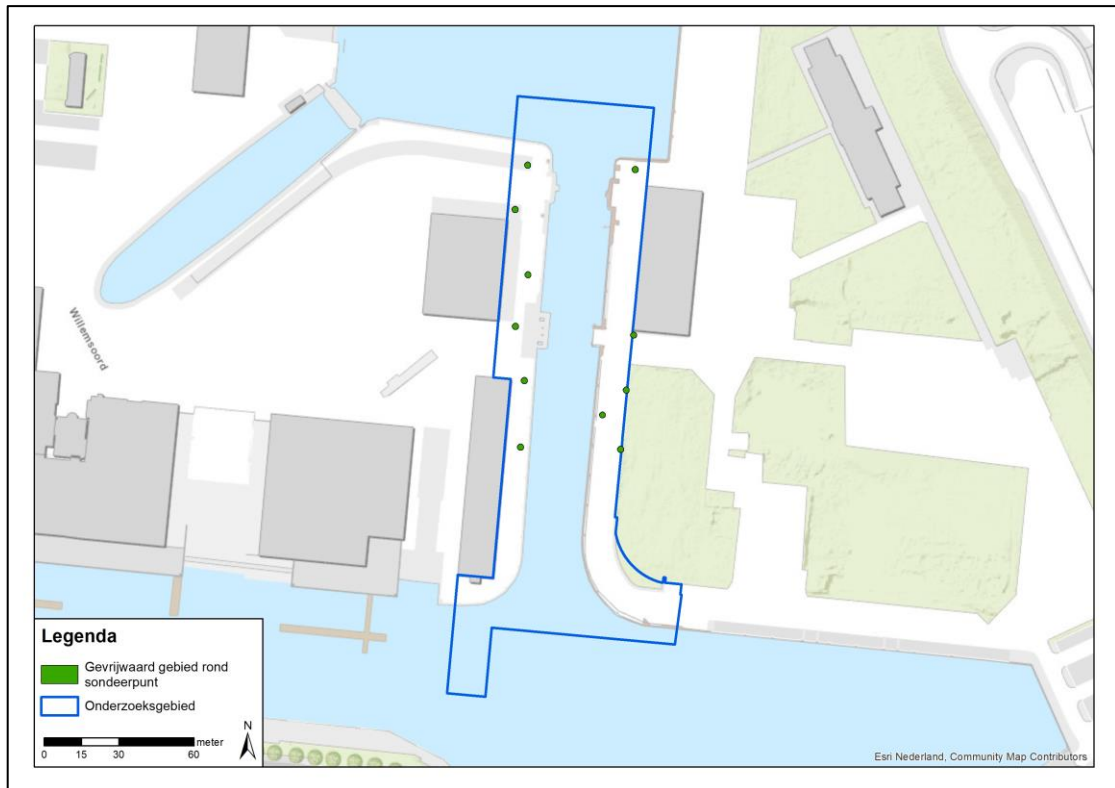 Willemsoord
Legenda
Gevrijwaard gebied rond
sondeerpunt
Onderzoeksgebied
N
meter
0 15 30 60
Esri Nederland, Community Map Contributors